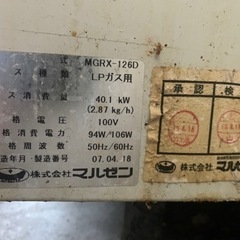 式 MGRX-126D
ス種類 LPガス用
ス消費量 40.1 kW
(2.87 kg/h)
格電圧 100V
格消費電力 94W/106W
格周波数 50Hz/60Hz
造年月・製造番号 07.04.18
株式会社 マルゼン
承認 検
株式会社 マルゼ